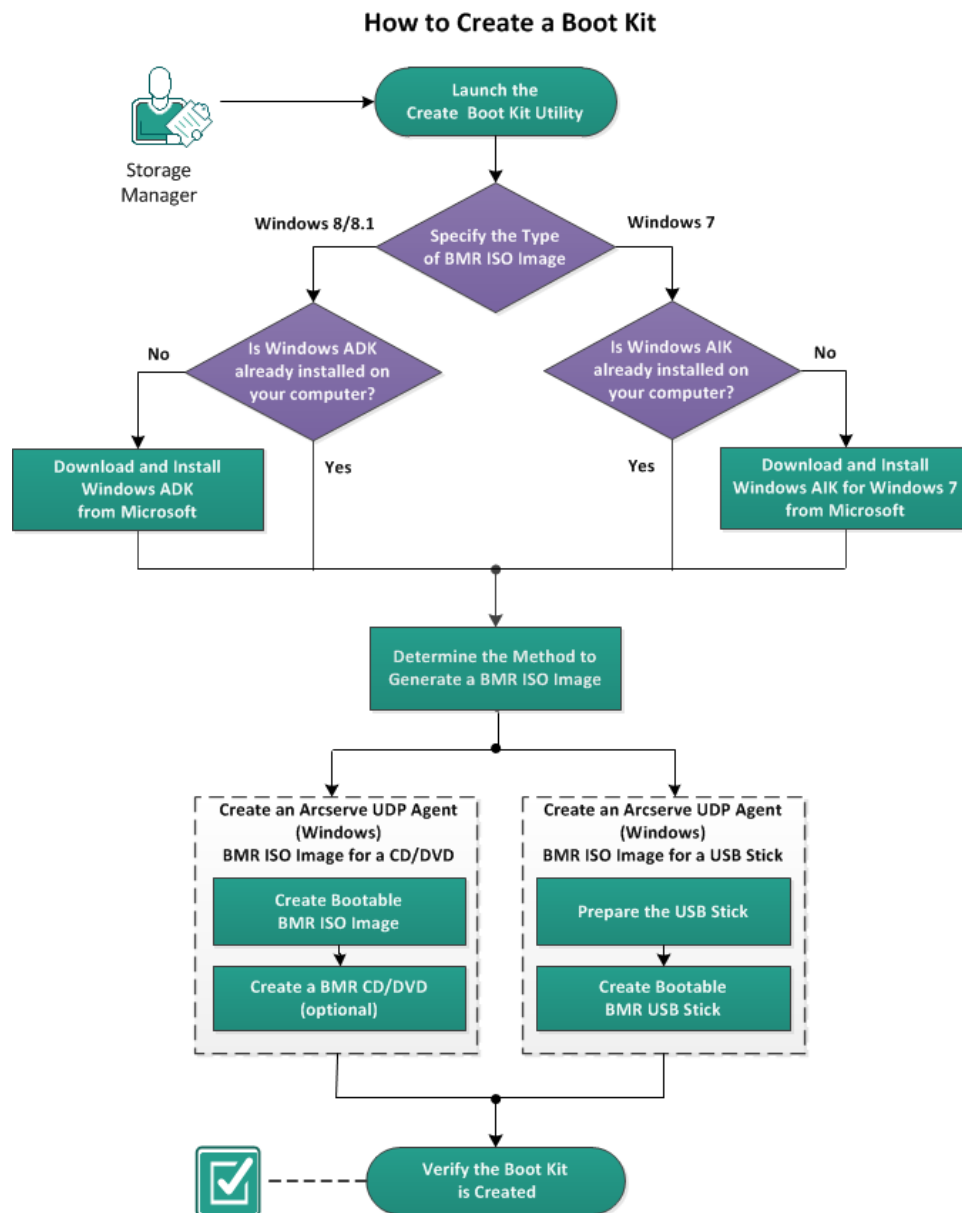 How to Create a Boot Kit
Launch the
Create Boot Kit Utility
Storage
Manager
Windows 8/8.1
Specify the Type
of BMR ISO Image
Windows 7
No
Is Windows ADK
already installed on
your computer?
Is Windows AIK
already installed on
your computer?
No
Download and Install
Windows ADK
from Microsoft
Yes
Yes
Download and Install
Windows AIK for Windows 7
from Microsoft
Determine the Method to
Generate a BMR ISO Image
Create an Arcserve UDP Agent
(Windows)
BMR ISO Image for a CD/DVD
Create Bootable
BMR ISO Image
Create a BMR CD/DVD
(optional)
Create an Arcserve UDP Agent
(Windows)
BMR ISO Image for a USB Stick
Prepare the USB Stick
Create Bootable
BMR USB Stick
Verify the Boot Kit
is Created